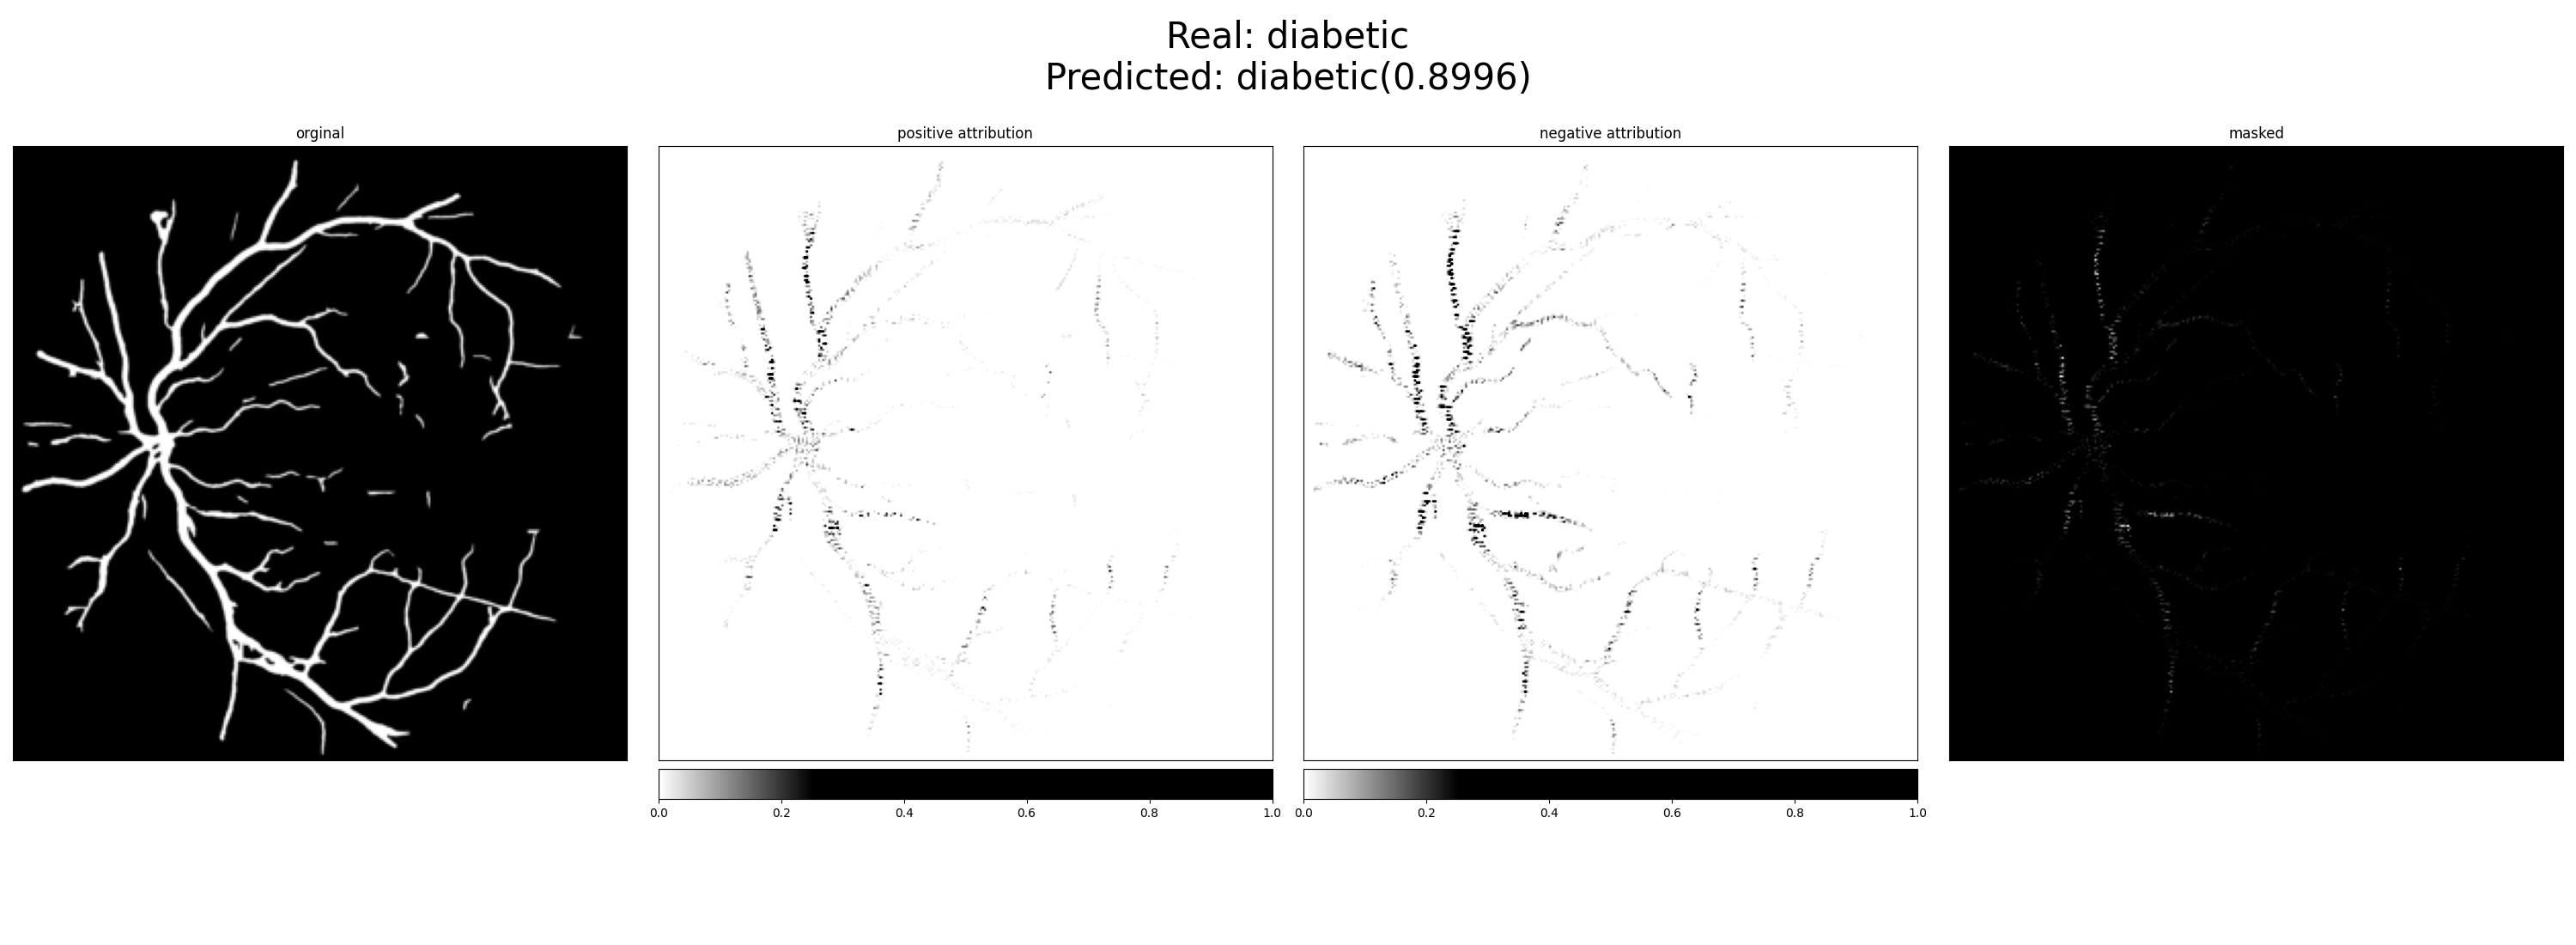 Real: diabetic
Predicted: diabetic(0.8996)
orginal
positive attribution
negative attribution
masked
0.0 0.2 0.4 0.6 0.8 1.0
0.0 0.2 0.4 0.6 0.8 1.0